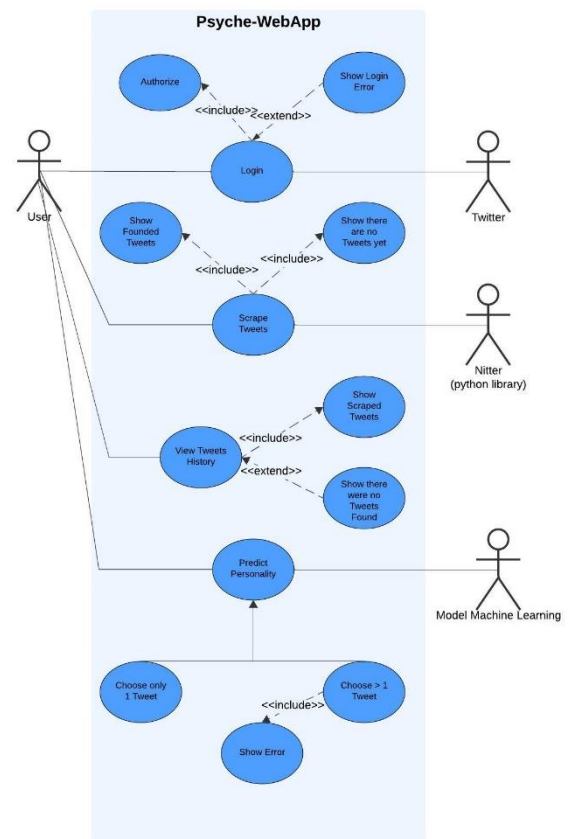 Psyche-WebApp
Authorize
Show Login
Error
<<include>>
<<extend>>
Login
User
Twitter
Show
Founded
Tweets
Show there
are no
Tweets yet
<<include>>
<<include>>
Scrape
Tweets
Nitter
(python library)
Show
Scraped
Tweets
<<include>>
View Tweets
History
<<extend>>
Show there
were no
Tweets
Found
Predict
Personality
Model Machine Learning
Choose only
1 Tweet
Choose > 1
Tweet
<<include>>
Show Error